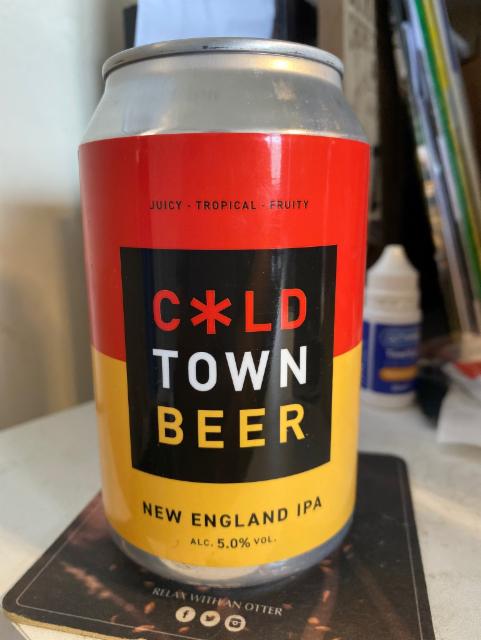 JUICY - TROPICAL - FRUITY
C*LD
TOWN
BEER
NEW ENGLAND IPA
ALC. 5.0% VOL.
RELAX WITH AN OTTER